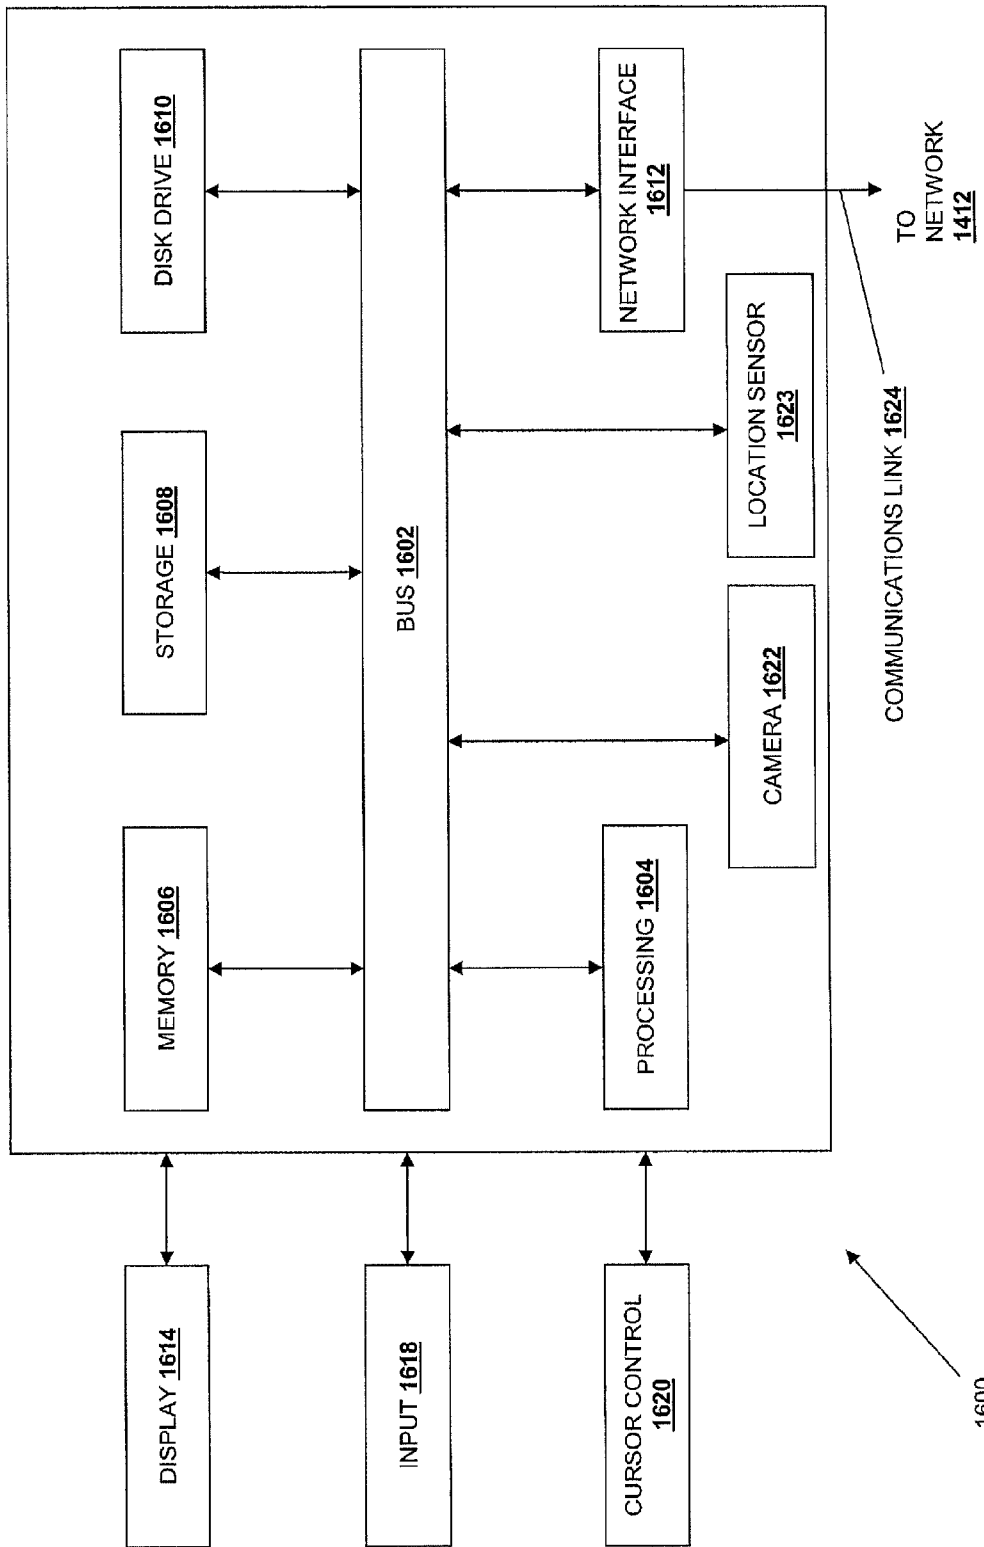 DISPLAY 1614
MEMORY 1606
STORAGE 1608
DISK DRIVE 1610
INPUT 1618
BUS 1602
CURSOR CONTROL
1620
PROCESSING 1604
NETWORK INTERFACE
1612
CAMERA 1622
LOCATION SENSOR
1623
COMMUNICATIONS LINK 1624
TO
NETWORK
1412
1600